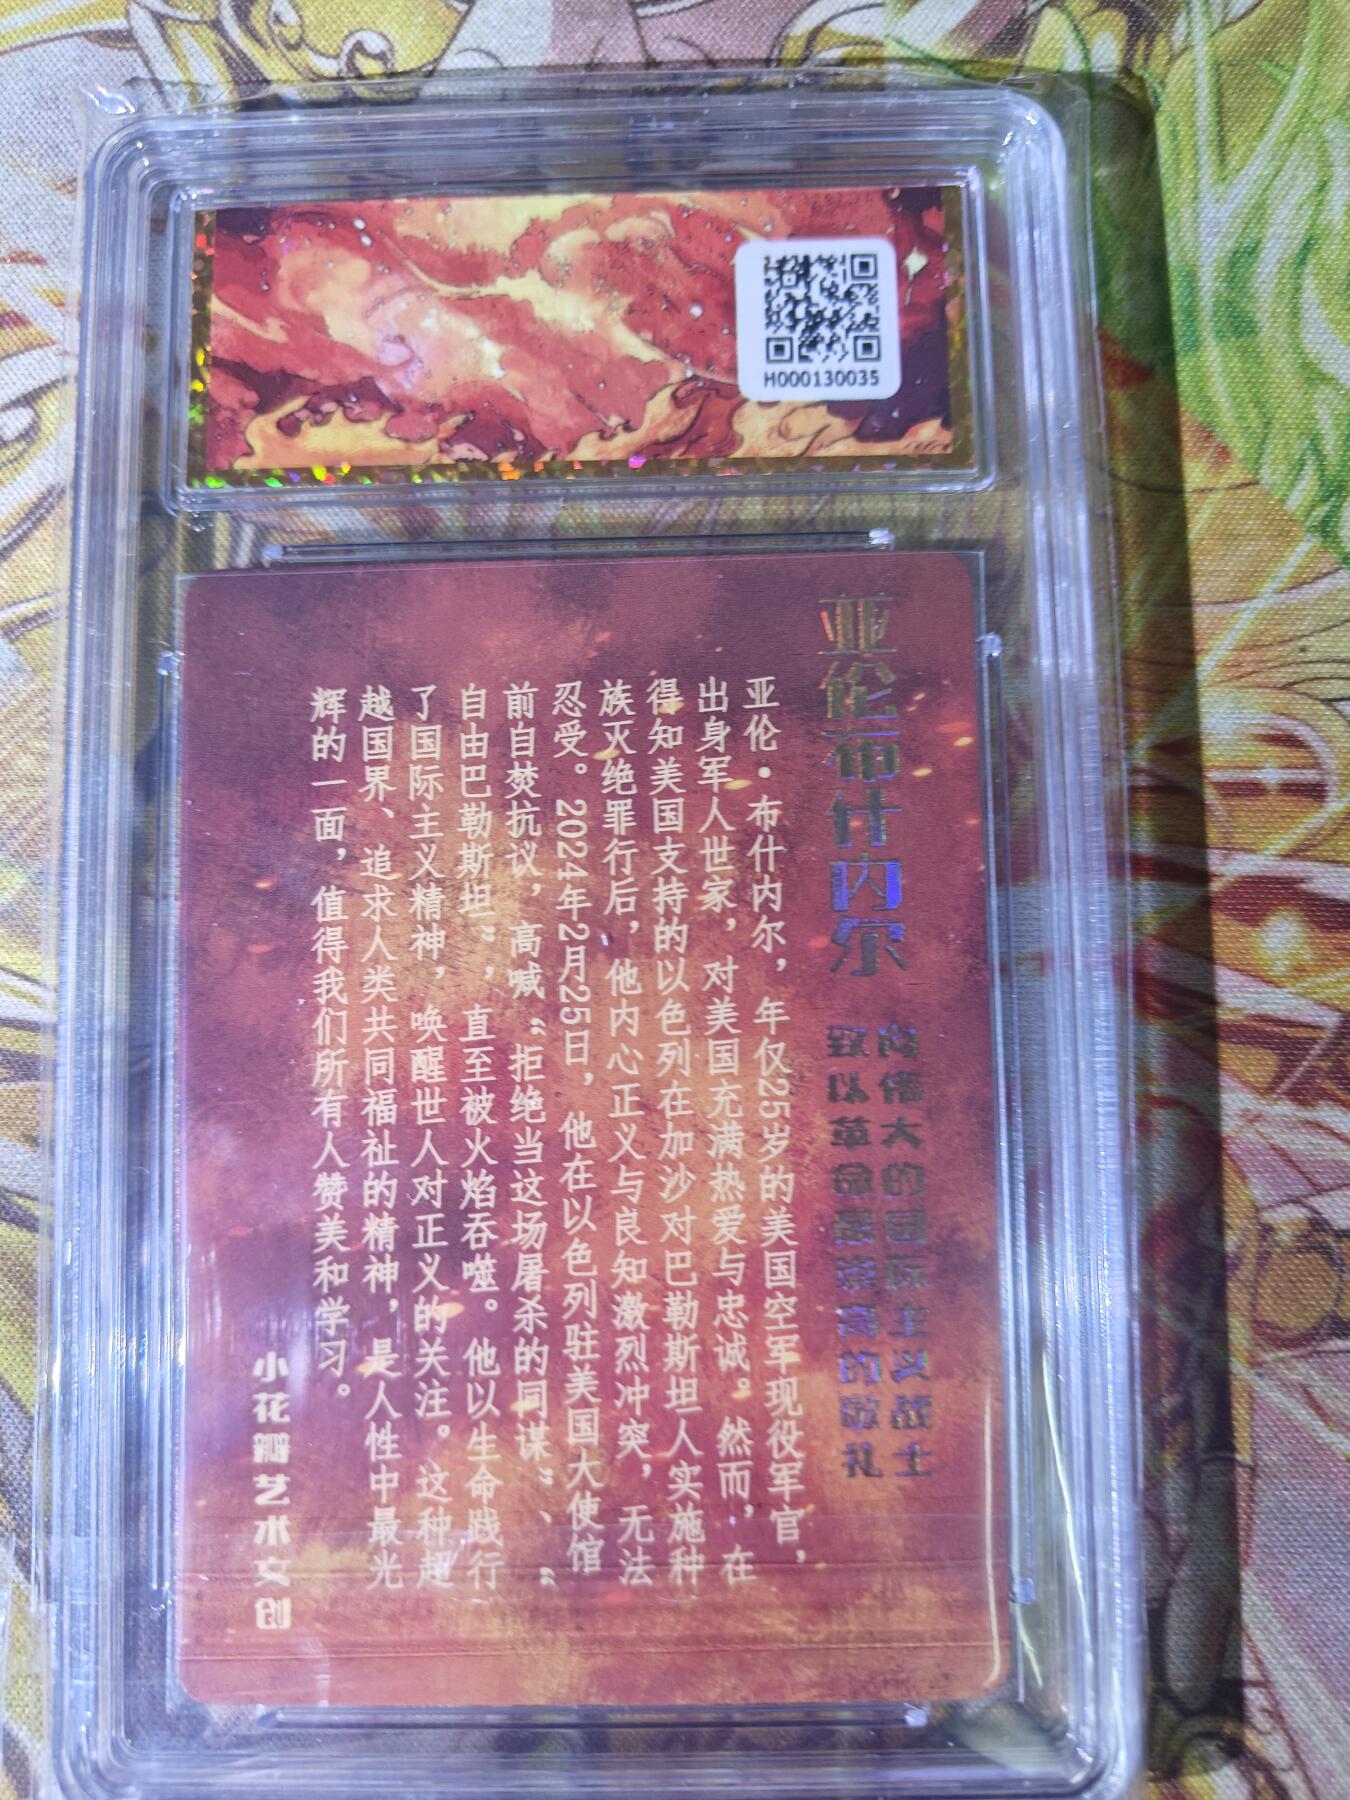 H000130035
亚伦布什内尔
向伟大的国际主义战士
致以革命最崇高的敬礼
亚伦·布什内尔，年仅25岁的美国空军现役军官，
出身军人世家，对美国充满热爱与忠诚。然而，在
得知美国支持的以色列在加沙对巴勒斯坦人实施种
族灭绝罪行后，他内心正义与良知激烈冲突，无法
忍受。2024年2月25日，他在以色列驻美国大使馆
前自焚抗议，高喊“拒绝当这场屠杀的同谋”、“
自由巴勒斯坦”，直至被火焰吞噬。他以生命践行
了国际主义精神，唤醒世人对正义的关注。这种超
越国界、追求人类共同福祉的精神，是人性中最光
辉的一面，值得我们所有人赞美和学习。
小花瓣艺术文创